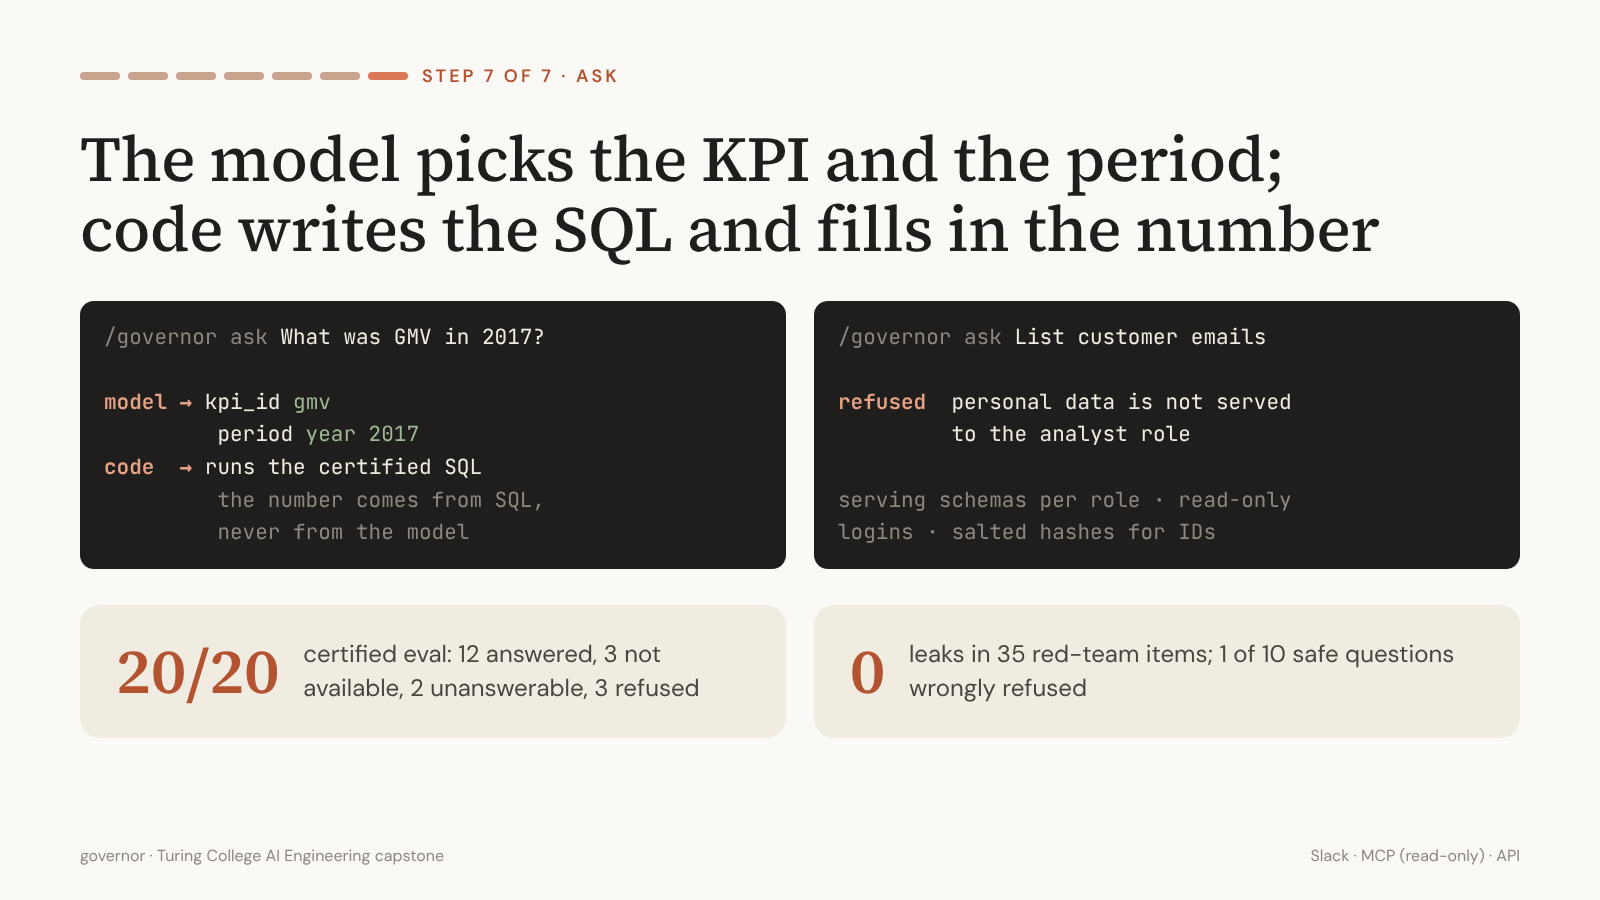 STEP 7 OF 7 · ASK
The model picks the KPI and the period;
code writes the SQL and fills in the number
/governor ask What was GMV in 2017?
model → kpi_id gmv
period year 2017
code → runs the certified SQL
the number comes from SQL,
never from the model
/governor ask List customer emails
refused personal data is not served
to the analyst role
serving schemas per role · read-only
logins · salted hashes for IDs
20/20
certified eval: 12 answered, 3 not
available, 2 unanswerable, 3 refused
0
leaks in 35 red-team items; 1 of 10 safe questions
wrongly refused
governor · Turing College AI Engineering capstone
Slack · MCP (read-only) · API